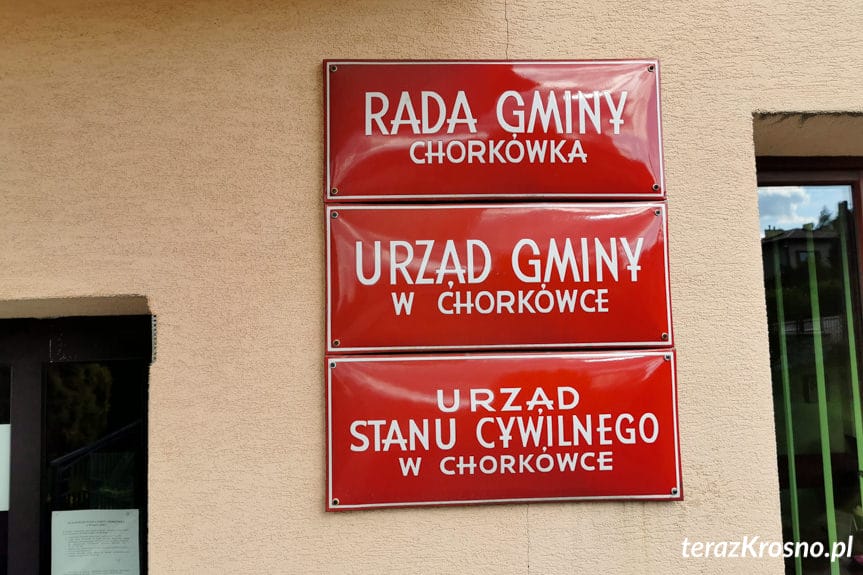 RADA GMINY
CHORKÓWKA
URZĄD GMINY
W CHORKÓWCE
URZĄD
STANU CYWILNEGO
W CHORKÓWCE
terazKrosno.pl